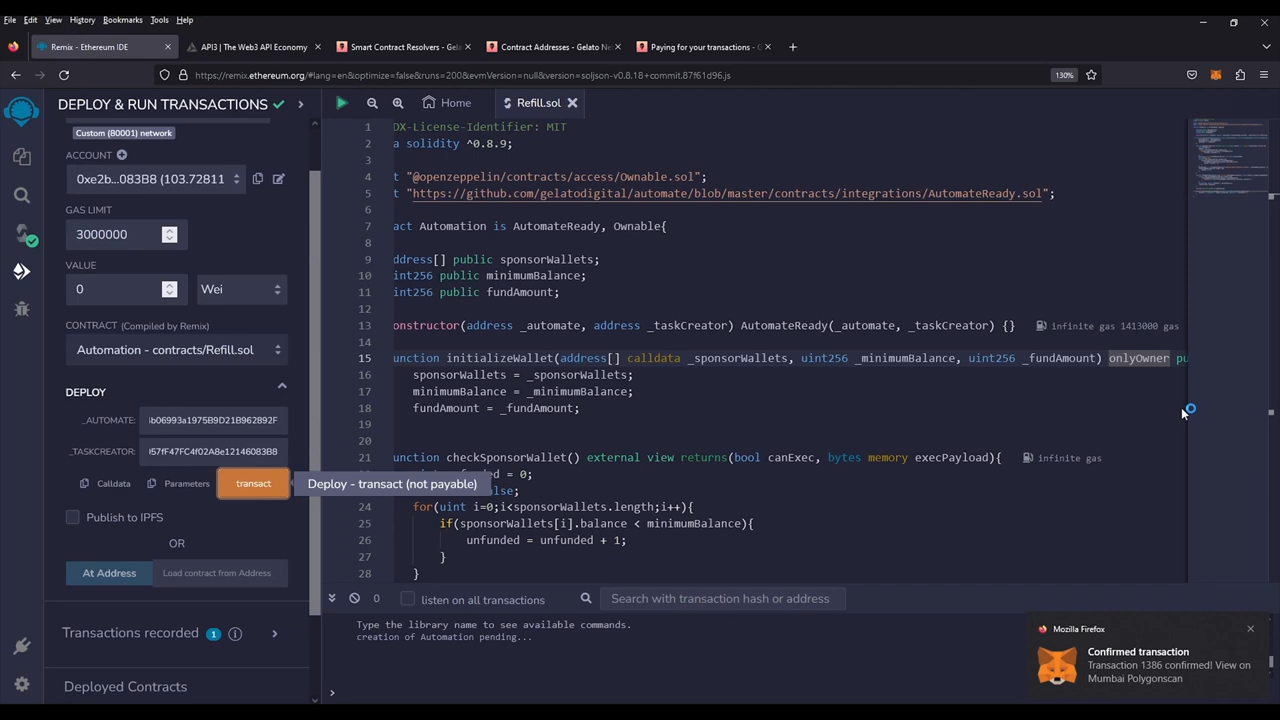 File Edit View History Bookmarks Tools Help
Remix - Ethereum IDE
API3 | The Web3 API Economy
Smart Contract Resolvers - Gelato
Contract Addresses - Gelato Net
Paying for your transactions - G
https://remix.ethereum.org/#lang=en&optimize=false&runs=200&evmVersion=null&version=soljson-v0.8.18+commit.87f61d96.js
130%
DEPLOY & RUN TRANSACTIONS
Home
Refill.sol
Custom (80001) network
ACCOUNT
0xe2b...083B8 (103.72811
GAS LIMIT
3000000
VALUE
0
Wei
CONTRACT (Compiled by Remix)
Automation - contracts/Refill.sol
DEPLOY
_AUTOMATE:
b06993a1975B9D21B962892F
_TASKCREATOR:
957fF47FC4f02A8e12146083B8
Calldata
Parameters
transact
Deploy - transact (not payable)
Publish to IPFS
OR
At Address
Load contract from Address
Transactions recorded 1 i
Deployed Contracts
1 DX-License-Identifier: MIT
2 a solidity ^0.8.9;
3
4 t "@openzeppelin/contracts/access/Ownable.sol";
5 t "https://github.com/gelatodigital/automate/blob/master/contracts/integrations/AutomateReady.sol";
6
7 act Automation is AutomateReady, Ownable{
8
9 ddress[] public sponsorWallets;
10 int256 public minimumBalance;
11 int256 public fundAmount;
12
13 onstructor(address _automate, address _taskCreator) AutomateReady(_automate, _taskCreator) {} infinite gas 1413000 gas
14
15 unction initializeWallet(address[] calldata _sponsorWallets, uint256 _minimumBalance, uint256 _fundAmount) onlyOwner pu
16 sponsorWallets = _sponsorWallets;
17 minimumBalance = _minimumBalance;
18 fundAmount = _fundAmount;
19
20
21 unction checkSponsorWallet() external view returns(bool canExec, bytes memory execPayload){ infinite gas
= 0;
24 for(uint i=0;i<sponsorWallets.length;i++){
25 if(sponsorWallets[i].balance < minimumBalance){
26 unfunded = unfunded + 1;
27 }
28 }
0
listen on all transactions
Search with transaction hash or address
Type the library name to see available commands.
creation of Automation pending...
>
Mozilla Firefox
Confirmed transaction
Transaction 1386 confirmed! View on
Mumbai Polygonscan